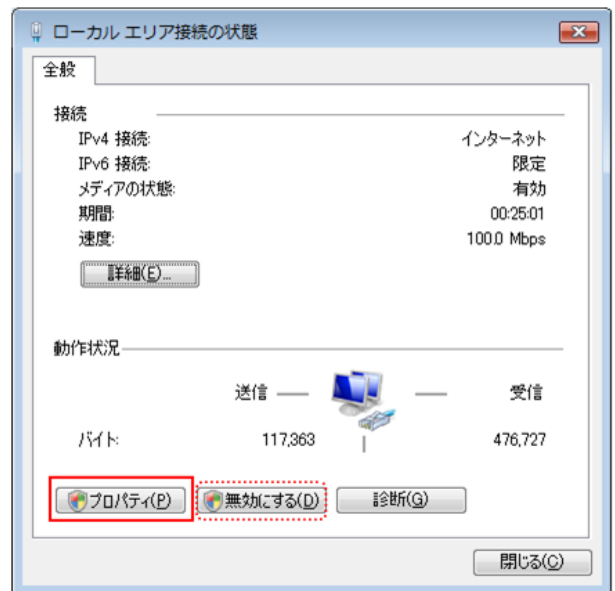 ローカル エリア接続の状態
全般
接続
IPv4 接続: インターネット
IPv6 接続: 限定
メディアの状態: 有効
期間: 00:25:01
速度: 100.0 Mbps
詳細(E)...
動作状況
送信 受信
バイト: 117,363 476,727
プロパティ(P) 無効にする(D) 診断(G)
閉じる(C)